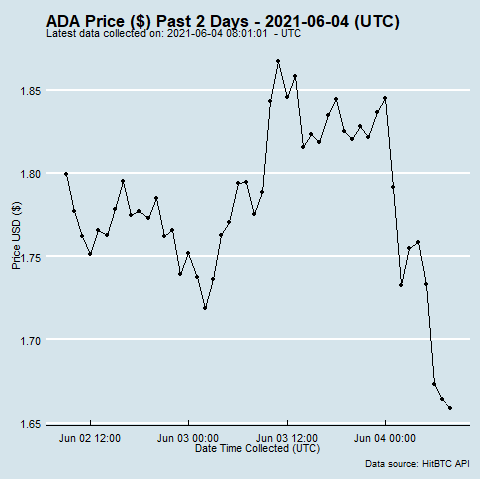 ADA Price ($) Past 2 Days - 2021-06-04 (UTC)
Latest data collected on: 2021-06-04 08:01:01  - UTC
Price USD ($)
1.85
1.80
1.75
1.70
1.65
Jun 02 12:00 Jun 03 00:00 Jun 03 12:00 Jun 04 00:00
Date Time Collected (UTC)
Data source: HitBTC API